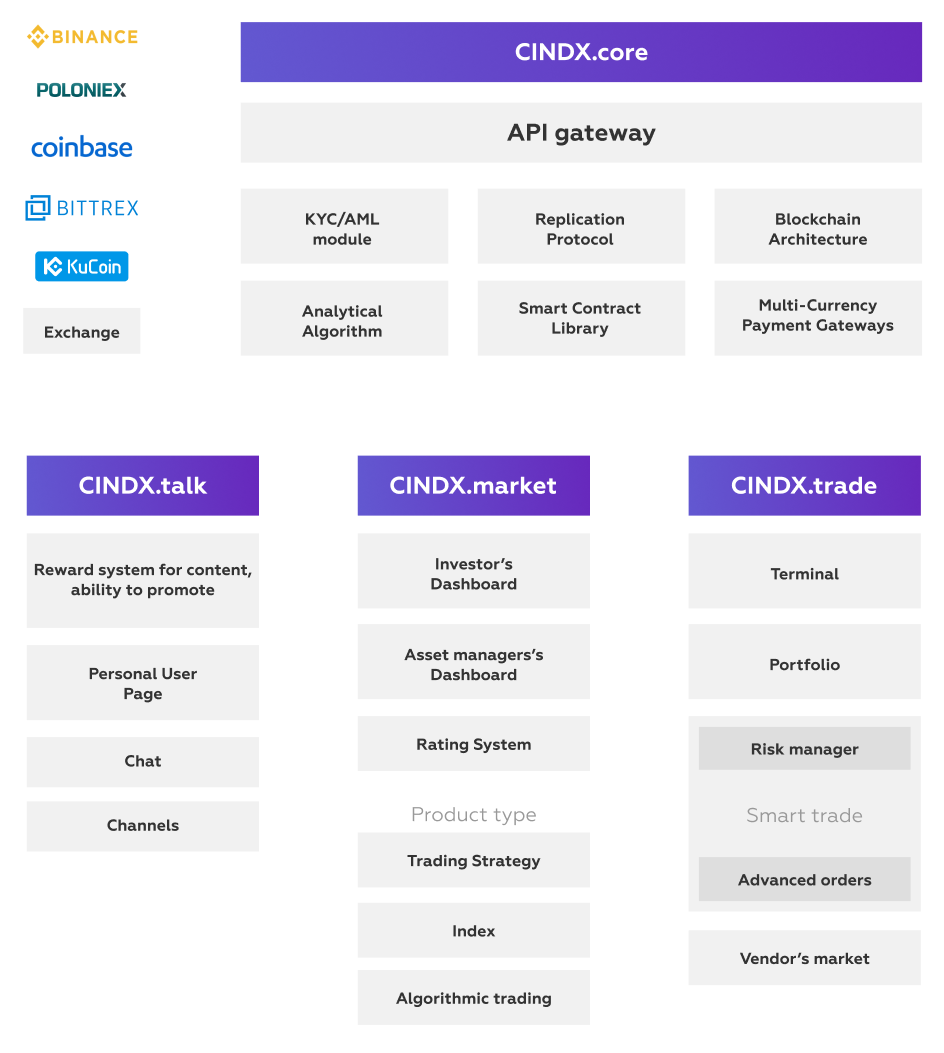 BINANCE
POLONIEX
coinbase
BITTREX
KuCoin
Exchange
CINDX.core
API gateway
KYC/AML
module
Replication
Protocol
Blockchain
Architecture
Analytical
Algorithm
Smart Contract
Library
Multi-Currency
Payment Gateways
CINDX.talk
Reward system for content,
ability to promote
Personal User
Page
Chat
Channels
CINDX.market
Investor's
Dashboard
Asset managers's
Dashboard
Rating System
Product type
Trading Strategy
Index
Algorithmic trading
CINDX.trade
Terminal
Portfolio
Risk manager
Smart trade
Advanced orders
Vendor's market